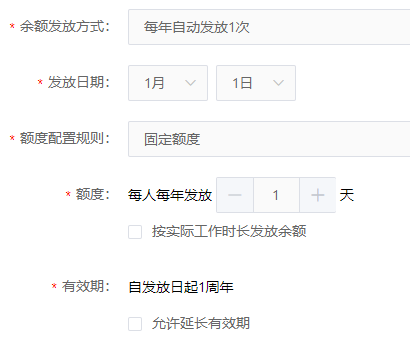 * 余额发放方式： 每年自动发放1次
* 发放日期： 1月 1日
* 额度配置规则： 固定额度
* 额度： 每人每年发放 — 1 + 天
按实际工作时长发放余额
* 有效期： 自发放日起1周年
允许延长有效期